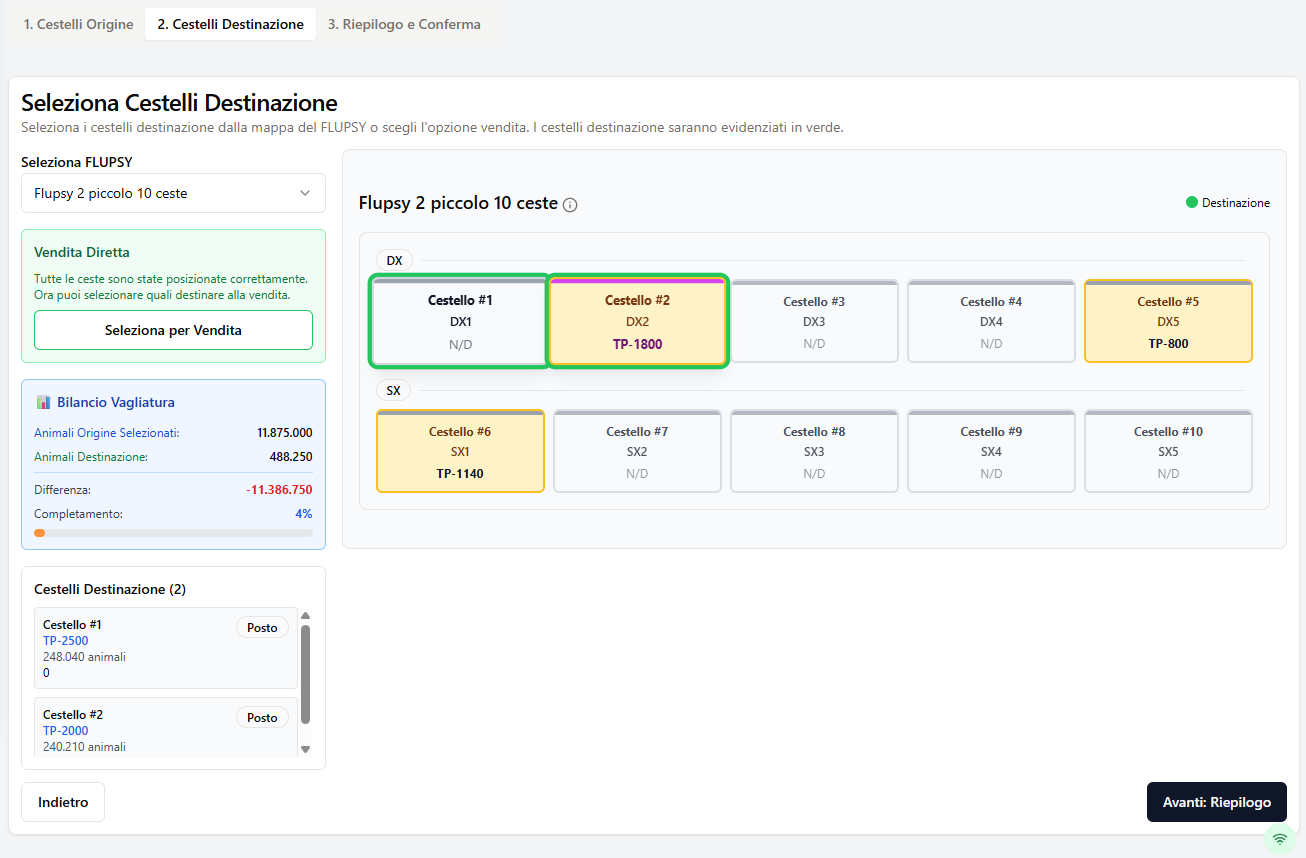 1. Cestelli Origine
2. Cestelli Destinazione
3. Riepilogo e Conferma
Seleziona Cestelli Destinazione
Seleziona i cestelli destinazione dalla mappa del FLUPSY o scegli l'opzione vendita. I cestelli destinazione saranno evidenziati in verde.
Seleziona FLUPSY
Flupsy 2 piccolo 10 ceste
Vendita Diretta
Tutte le ceste sono state posizionate correttamente.
Ora puoi selezionare quali destinare alla vendita.
Seleziona per Vendita
Bilancio Vagliatura
Animali Origine Selezionati: 11.875.000
Animali Destinazione: 488.250
Differenza: -11.386.750
Completamento: 4%
Cestelli Destinazione (2)
Cestello #1
Posto
TP-2500
248.040 animali
0
Cestello #2
Posto
TP-2000
240.210 animali
Indietro
Flupsy 2 piccolo 10 ceste
Destinazione
DX
Cestello #1
DX1
N/D
Cestello #2
DX2
TP-1800
Cestello #3
DX3
N/D
Cestello #4
DX4
N/D
Cestello #5
DX5
TP-800
SX
Cestello #6
SX1
TP-1140
Cestello #7
SX2
N/D
Cestello #8
SX3
N/D
Cestello #9
SX4
N/D
Cestello #10
SX5
N/D
Avanti: Riepilogo